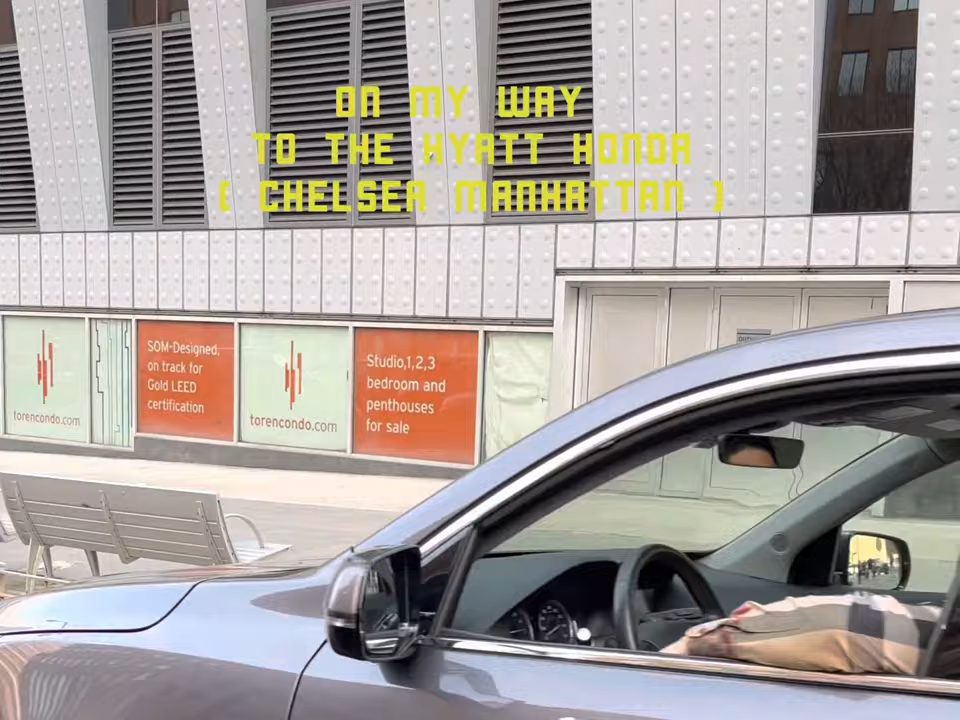 ON MY WAY
TO THE HYATT HONOR
( CHELSEA MANHATTAN )
torencondo.com
SOM-Designed,
on track for
Gold LEED
certification
torencondo.com
Studio,1,2,3
bedroom and
penthouses
for sale